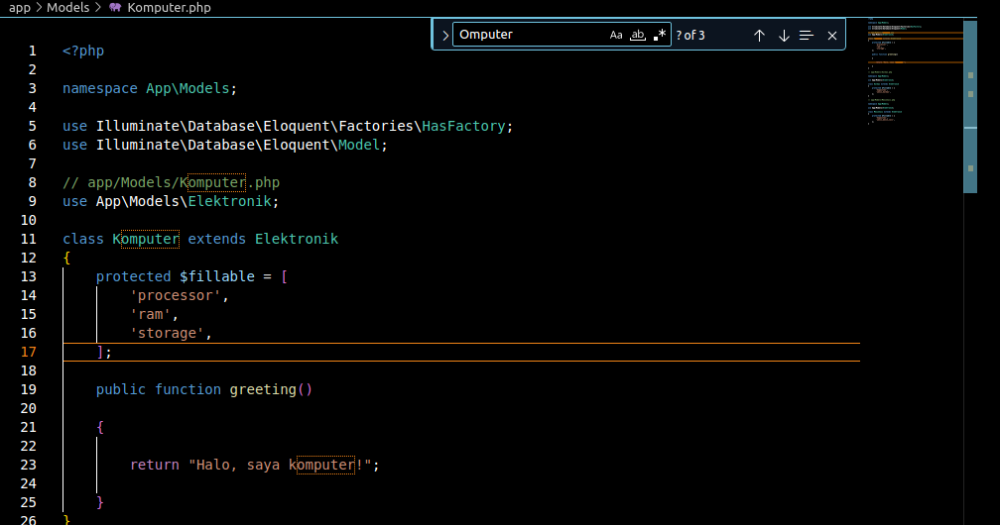 app > Models > Komputer.php
Omputer Aa ab .* ? of 3
1 <?php
2
3 namespace App\Models;
4
5 use Illuminate\Database\Eloquent\Factories\HasFactory;
6 use Illuminate\Database\Eloquent\Model;
7
8 // app/Models/Komputer.php
9 use App\Models\Elektronik;
10
11 class Komputer extends Elektronik
12 {
13 protected $fillable = [
14 'processor',
15 'ram',
16 'storage',
17 ];
18
19 public function greeting()
20
21 {
22
23 return "Halo, saya komputer!";
24
25 }
26 }